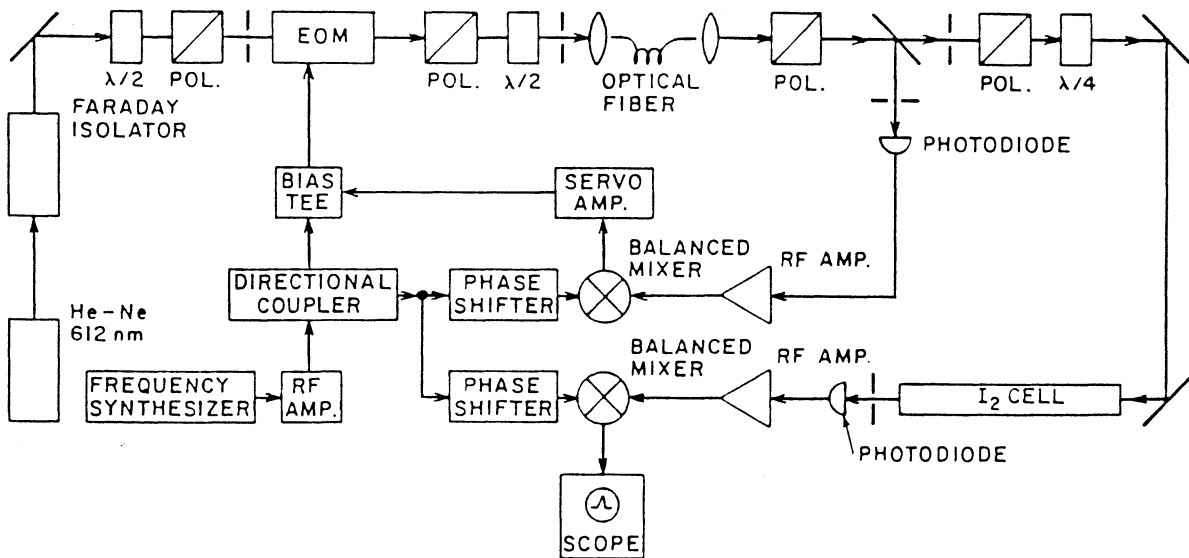 λ/2
POL.
EOM
POL.
λ/2
OPTICAL
FIBER
POL.
POL.
λ/4
FARADAY
ISOLATOR
PHOTODIODE
BIAS
TEE
SERVO
AMP.
BALANCED
MIXER
RF AMP.
DIRECTIONAL
COUPLER
PHASE
SHIFTER
He-Ne
612 nm
FREQUENCY
SYNTHESIZER
RF
AMP.
PHASE
SHIFTER
BALANCED
MIXER
RF AMP.
I₂ CELL
PHOTODIODE
SCOPE